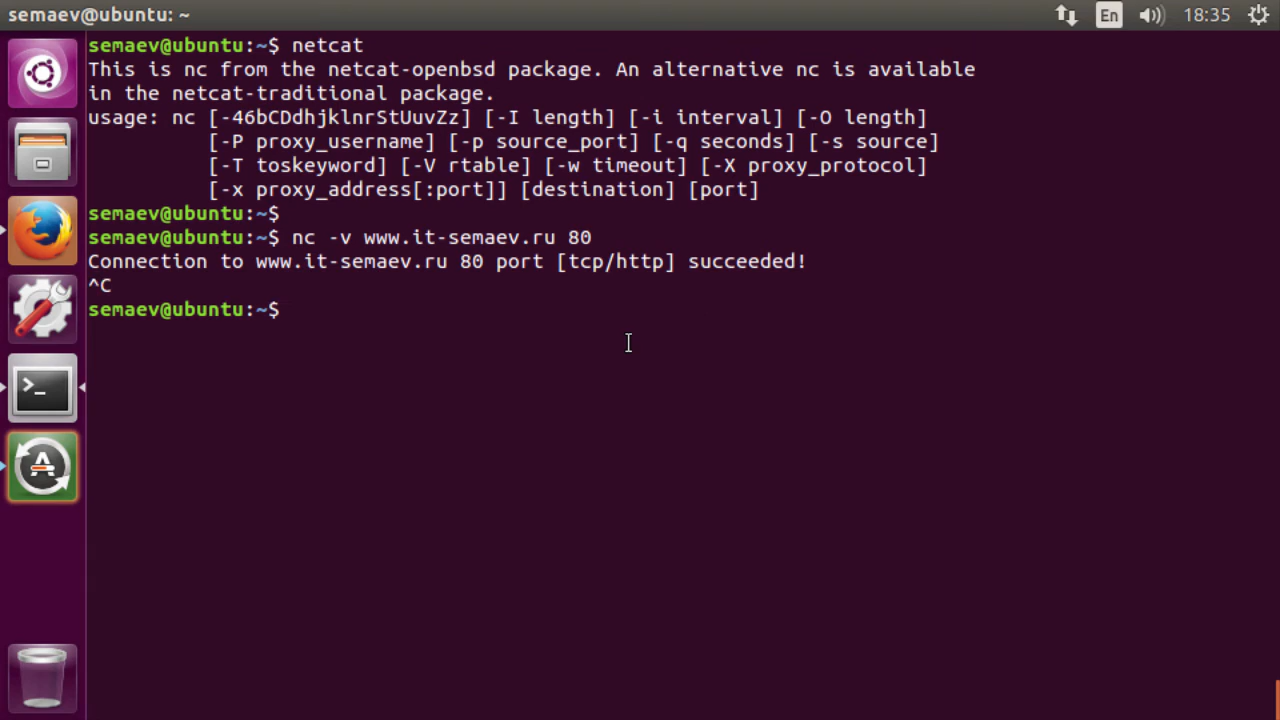 semaev@ubuntu: ~
En
18:35
semaev@ubuntu:~$ netcat
This is nc from the netcat-openbsd package. An alternative nc is available
in the netcat-traditional package.
usage: nc [-46bCDdhjklnrStUuvZz] [-I length] [-i interval] [-O length]
[-P proxy_username] [-p source_port] [-q seconds] [-s source]
[-T toskeyword] [-V rtable] [-w timeout] [-X proxy_protocol]
[-x proxy_address[:port]] [destination] [port]
semaev@ubuntu:~$
semaev@ubuntu:~$ nc -v www.it-semaev.ru 80
Connection to www.it-semaev.ru 80 port [tcp/http] succeeded!
^C
semaev@ubuntu:~$